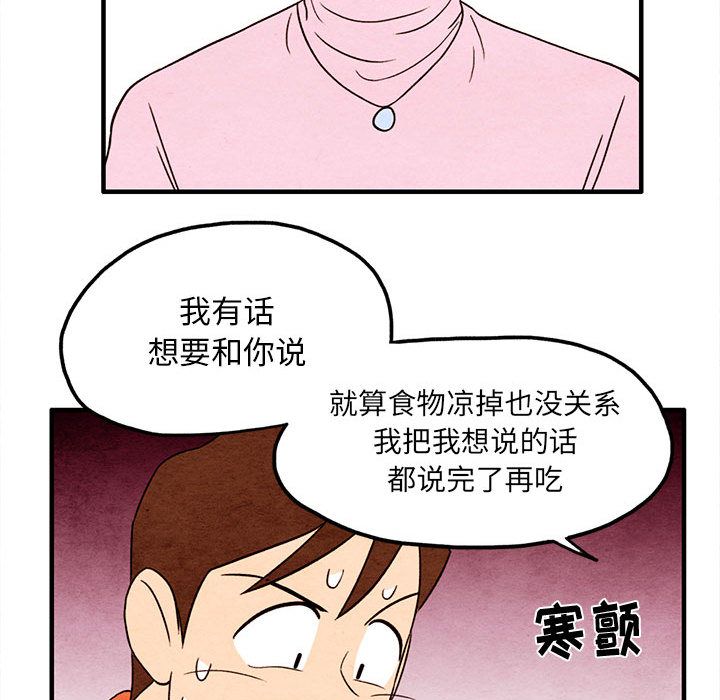 我有话
想要和你说
就算食物凉掉也没关系
我把我想说的话
都说完了再吃
寒颤